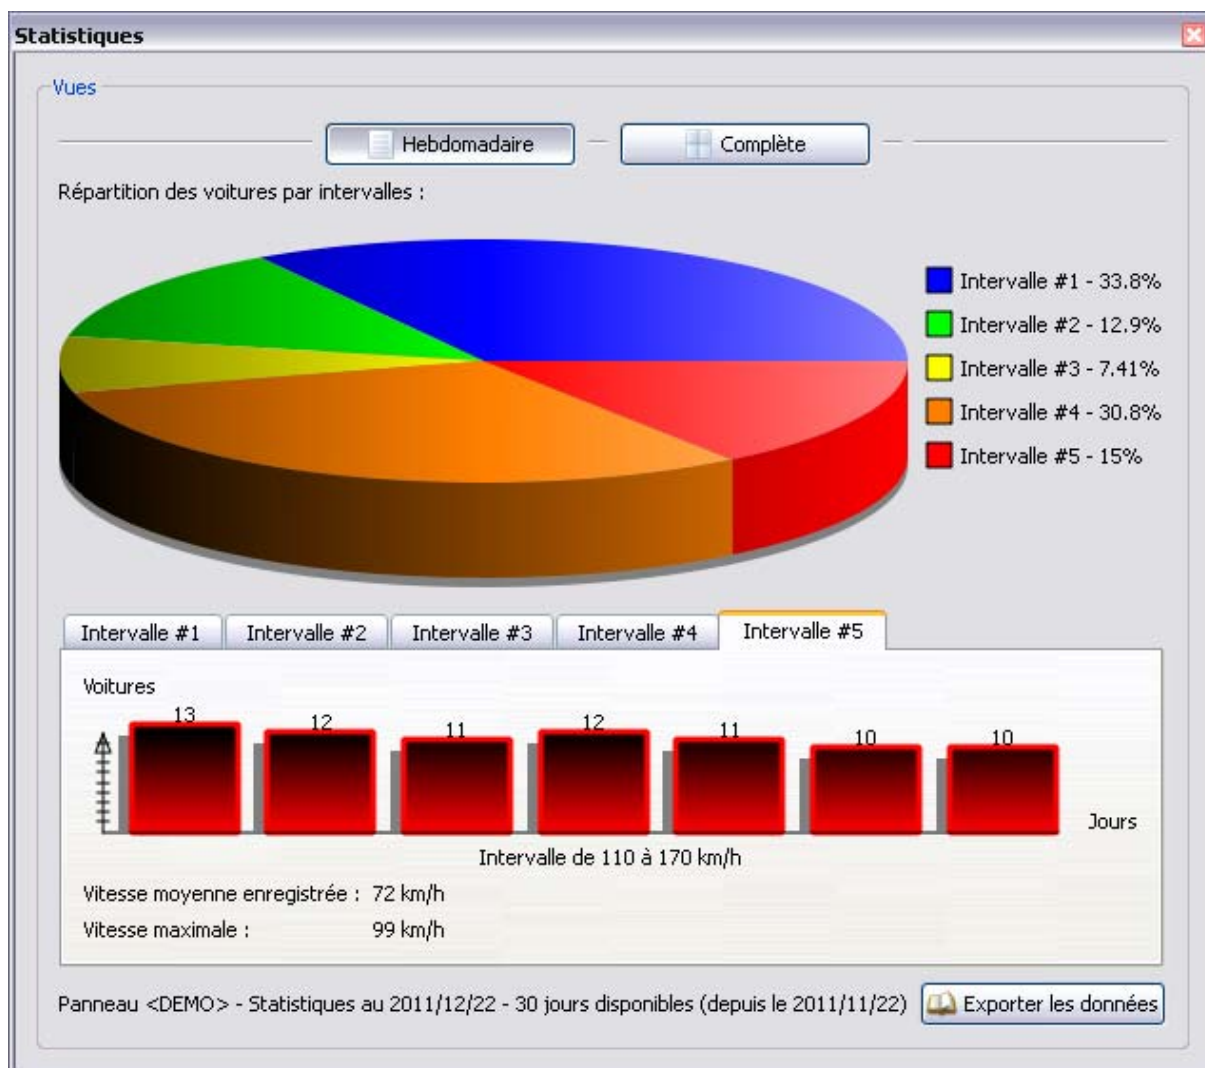 Statistiques
Vues
Hebdomadaire Complète
Répartition des voitures par intervalles :
Intervalle #1 - 33.8%
Intervalle #2 - 12.9%
Intervalle #3 - 7.41%
Intervalle #4 - 30.8%
Intervalle #5 - 15%
Intervalle #1 Intervalle #2 Intervalle #3 Intervalle #4 Intervalle #5
Voitures
13 12 11 12 11 10 10
Jours
Intervalle de 110 à 170 km/h
Vitesse moyenne enregistrée : 72 km/h
Vitesse maximale : 99 km/h
Panneau <DEMO> - Statistiques au 2011/12/22 - 30 jours disponibles (depuis le 2011/11/22) Exporter les données